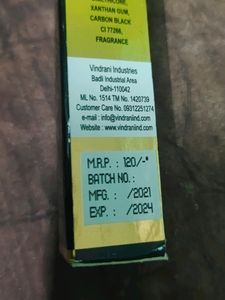 XANTHAN GUM,
CARBON BLACK
CI 77266,
FRAGRANCE
Vindrani Industries
Badli Industrial Area
Delhi-110042
ML No. 1514 TM No. 1420739
Customer Care No. 09312251274
e-mail : info@vindraniind.com
Website : www.vindraniind.com
M.R.P. : 120/-*
BATCH NO. :
MFG. : /2021
EXP. : /2024